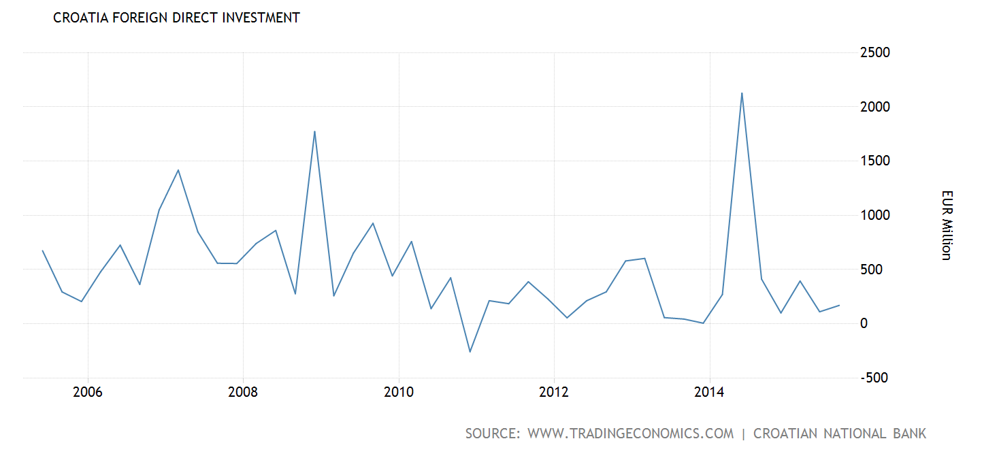 CROATIA FOREIGN DIRECT INVESTMENT
2500
2000
1500
1000
500
0
-500
EUR Million
2006 2008 2010 2012 2014
SOURCE: WWW.TRADINGECONOMICS.COM | CROATIAN NATIONAL BANK